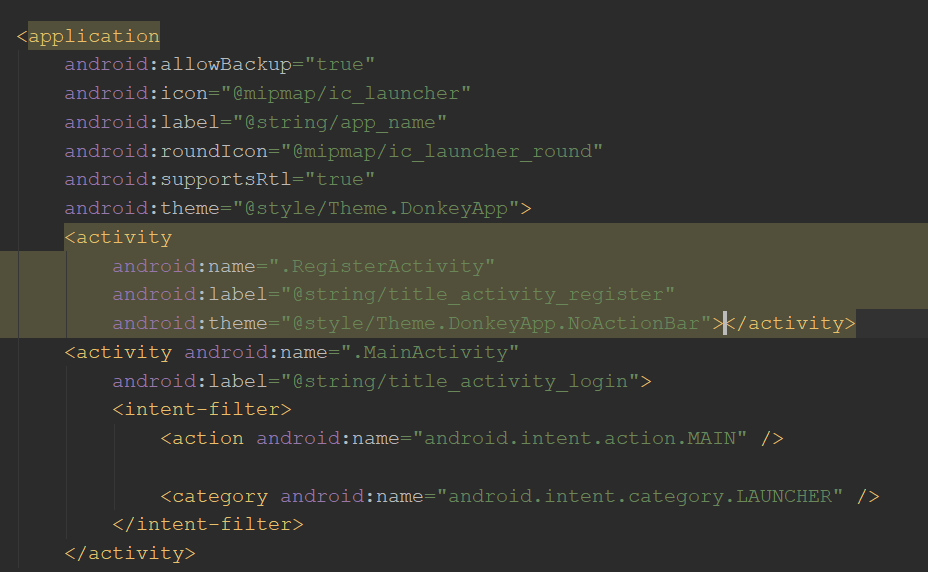 <application
android:allowBackup="true"
android:icon="@mipmap/ic_launcher"
android:label="@string/app_name"
android:roundIcon="@mipmap/ic_launcher_round"
android:supportsRtl="true"
android:theme="@style/Theme.DonkeyApp">
<activity
android:name=".RegisterActivity"
android:label="@string/title_activity_register"
android:theme="@style/Theme.DonkeyApp.NoActionBar"></activity>
<activity android:name=".MainActivity"
android:label="@string/title_activity_login">
<intent-filter>
<action android:name="android.intent.action.MAIN" />
<category android:name="android.intent.category.LAUNCHER" />
</intent-filter>
</activity>